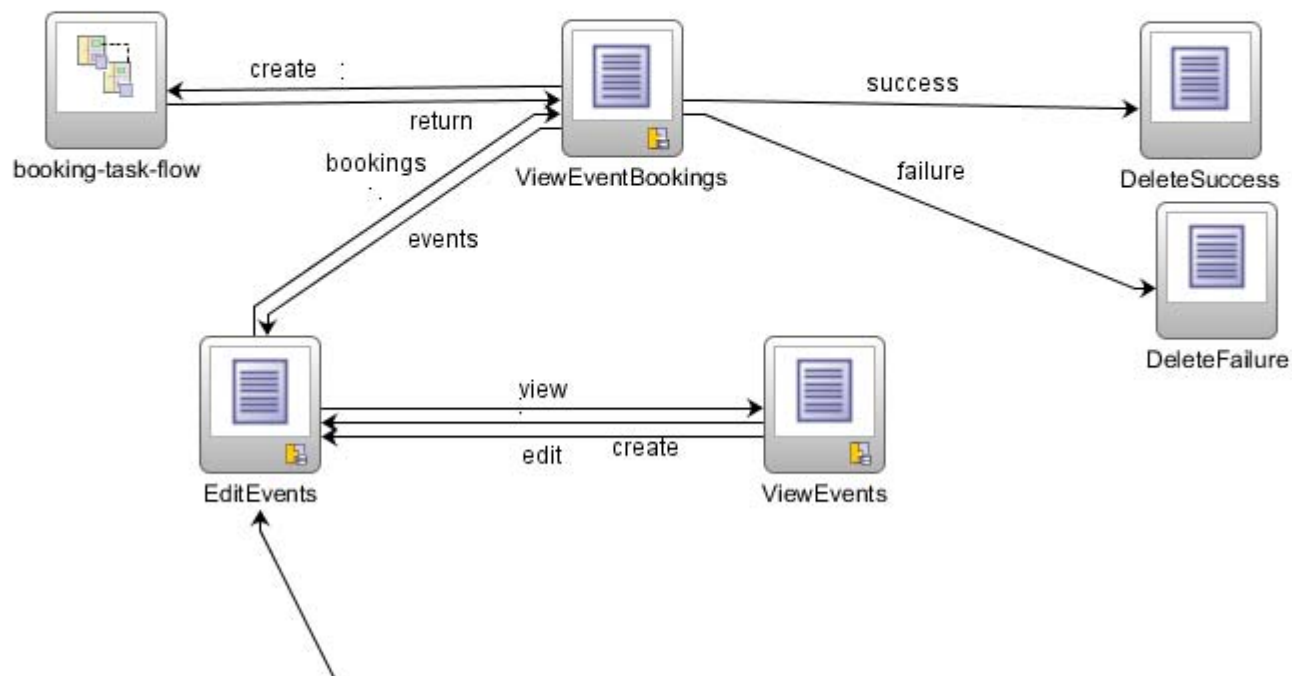 create
success
return
booking-task-flow
bookings
ViewEventBookings
failure
DeleteSuccess
events
DeleteFailure
view
create
edit
EditEvents
ViewEvents